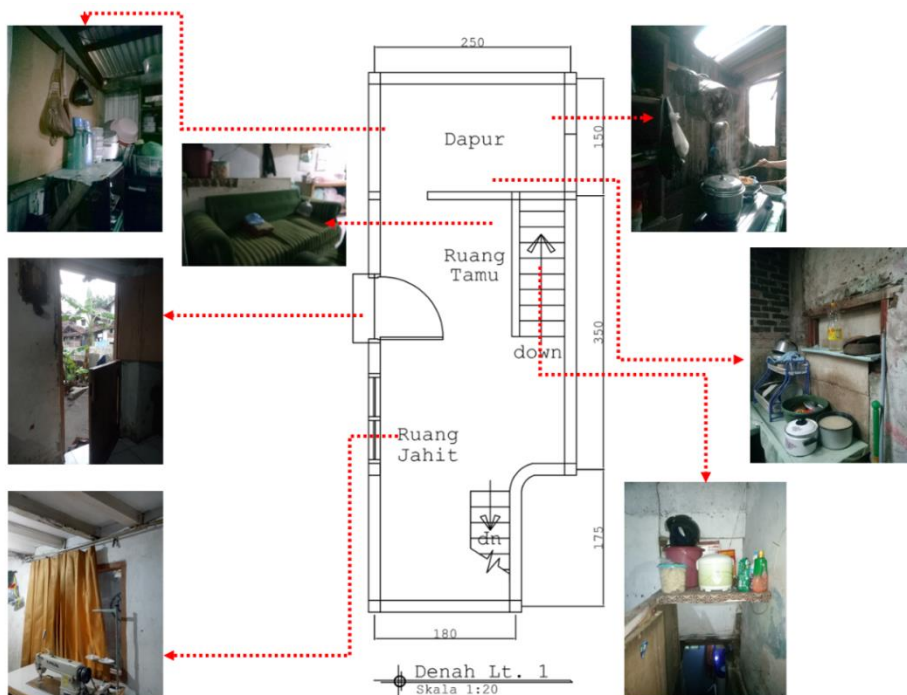 250
Dapur
150
Ruang
Tamu
350
down
Ruang
Jahit
dn
175
180
Denah Lt. 1
Skala 1:20